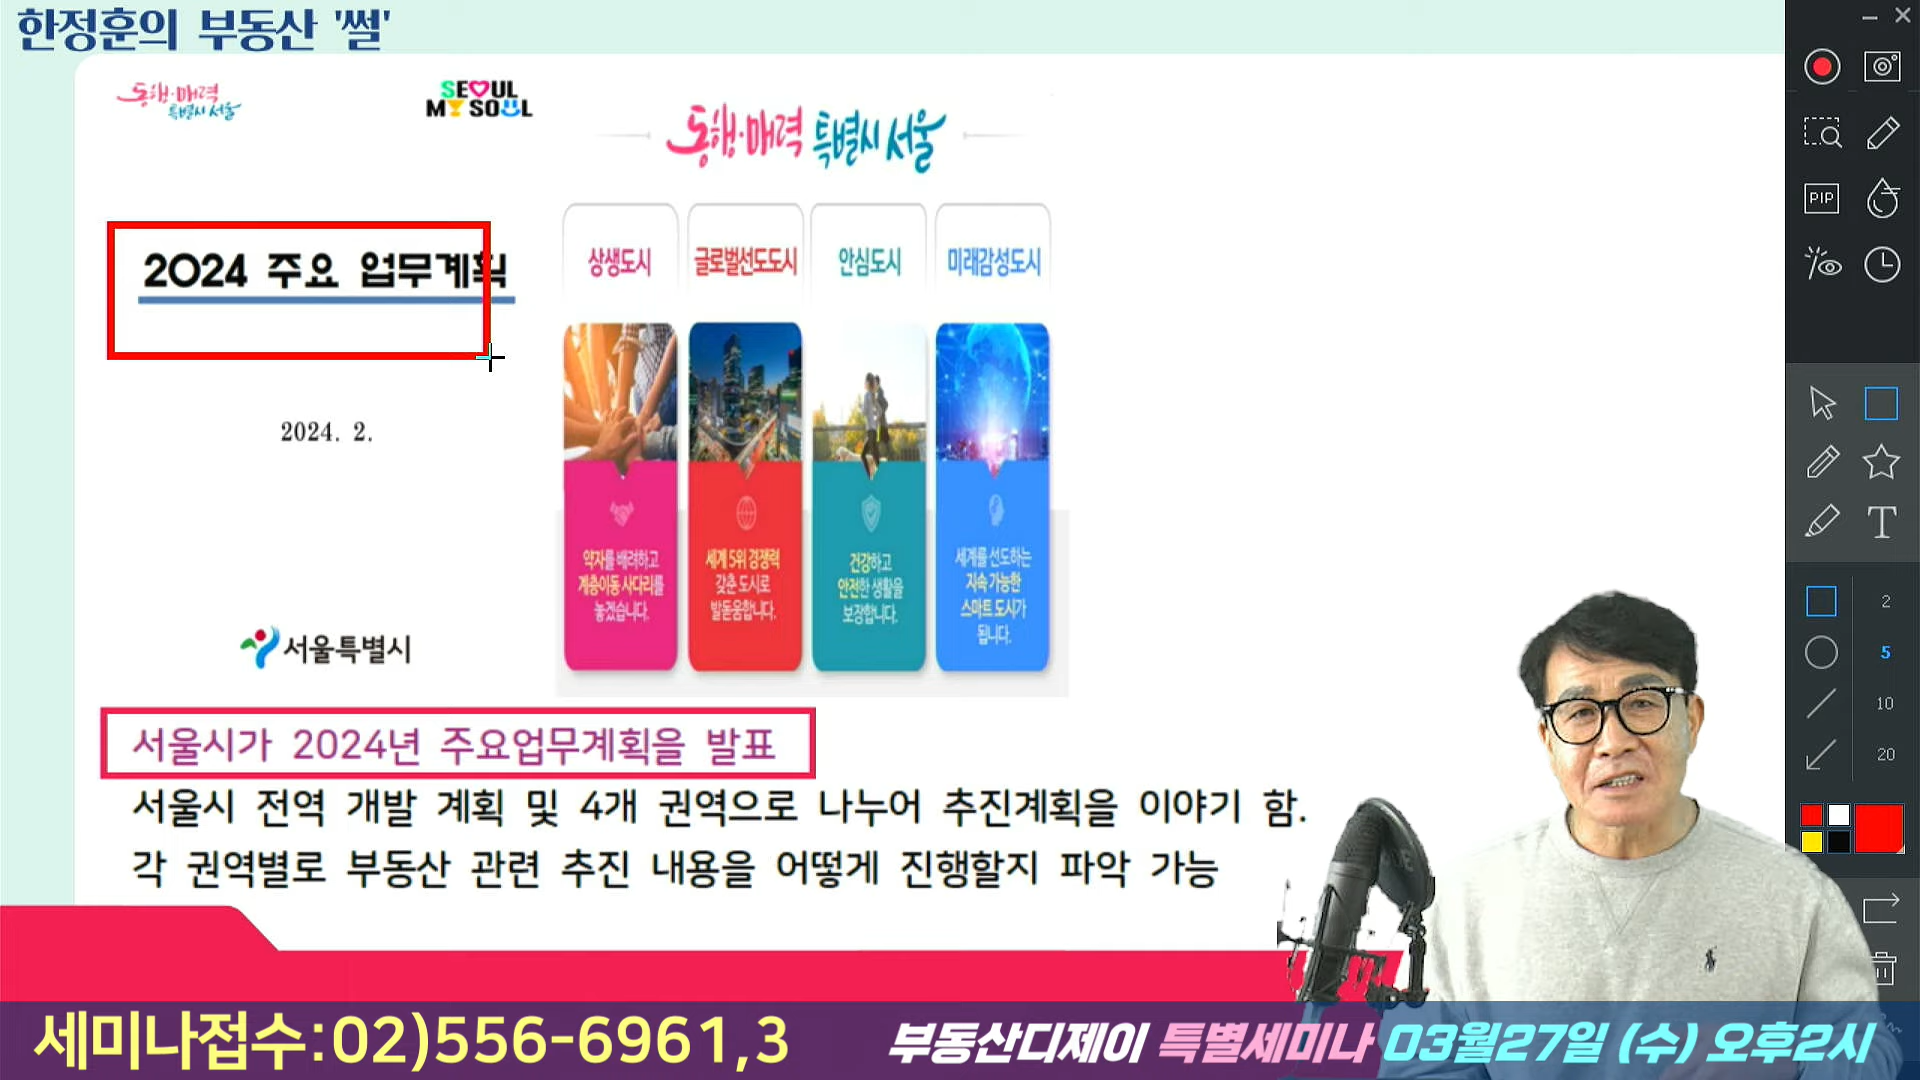 한정훈의 부동산 '썰'
동행·매력
특별시 서울
SEOUL
MY SOUL
동행·매력 특별시 서울
2024 주요 업무계획
2024. 2.
서울특별시
상생도시
약자를 배려하고
계층이동 사다리를
놓겠습니다.
글로벌선도도시
세계 5위 경쟁력
갖춘 도시로
발돋움합니다.
안심도시
건강하고
안전한 생활을
보장합니다.
미래감성도시
세계를 선도하는
지속 가능한
스마트 도시가
됩니다.
서울시가 2024년 주요업무계획을 발표
서울시 전역 개발 계획 및 4개 권역으로 나누어 추진계획을 이야기 함.
각 권역별로 부동산 관련 추진 내용을 어떻게 진행할지 파악 가능
세미나접수:02)556-6961,3
부동산디제이 특별세미나 03월27일 (수) 오후2시
PIP
T
2
5
10
20